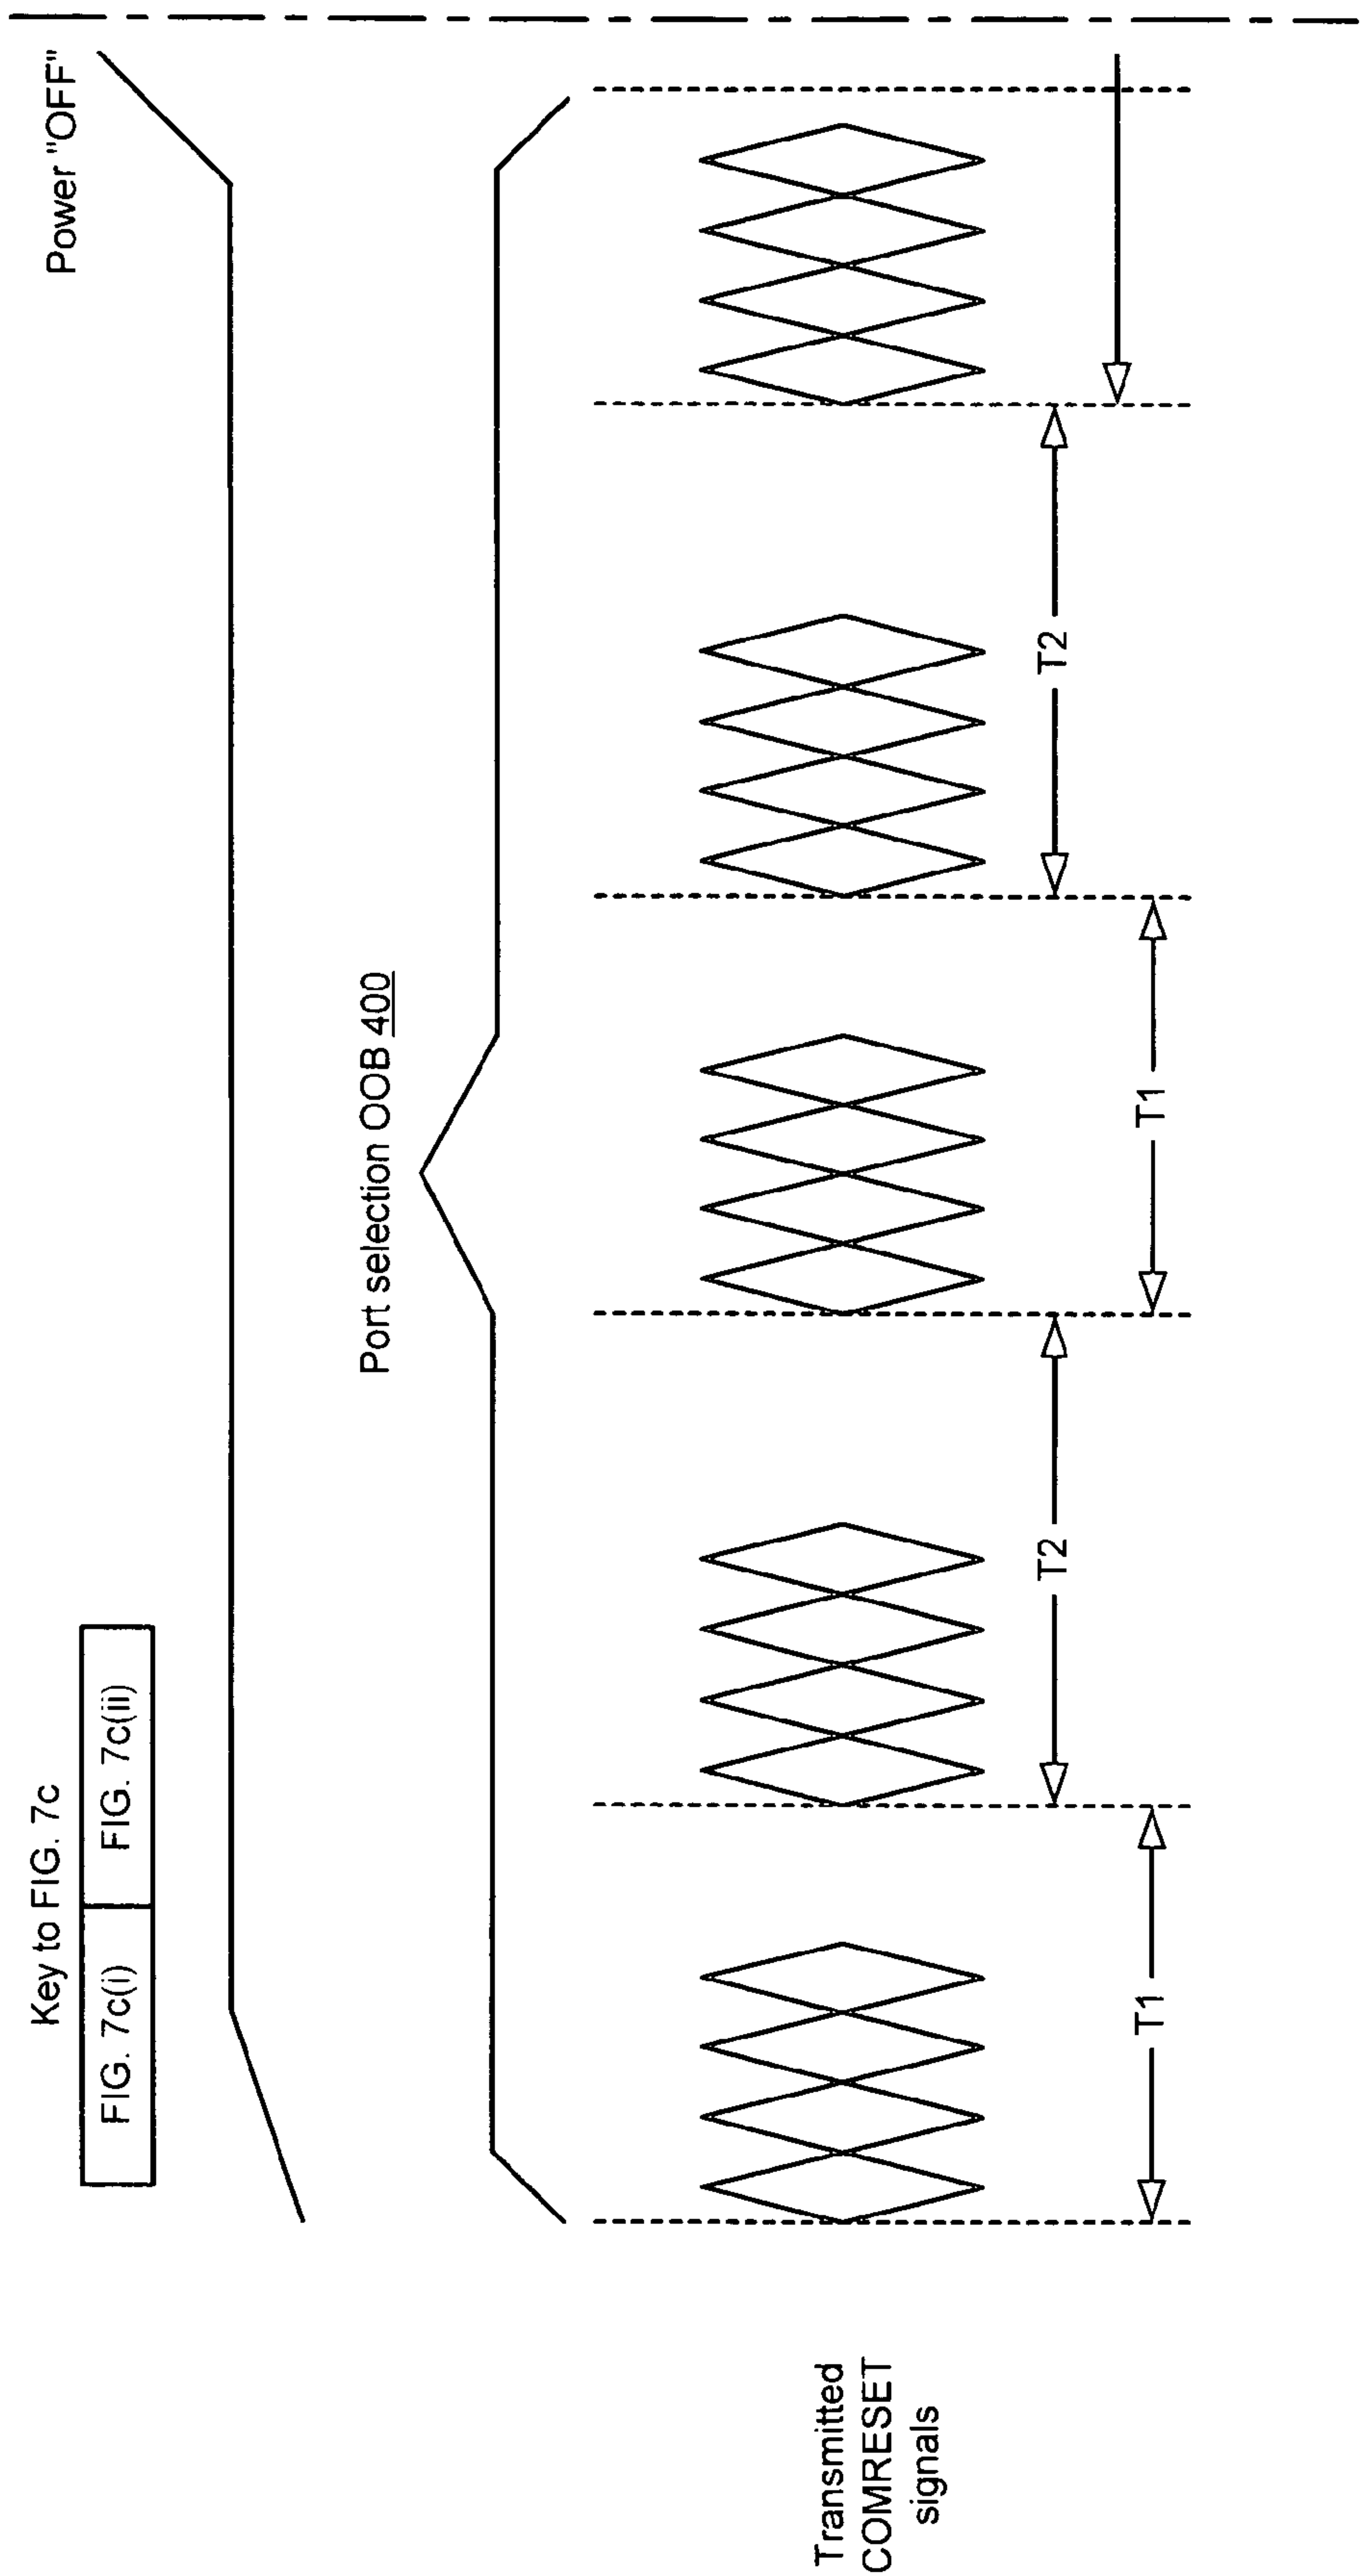 Key to FIG. 7c
FIG. 7c(i) FIG. 7c(ii)
Power "OFF"
Port selection OOB 400
Transmitted
COMRESET
signals
T1
T2
T1
T2